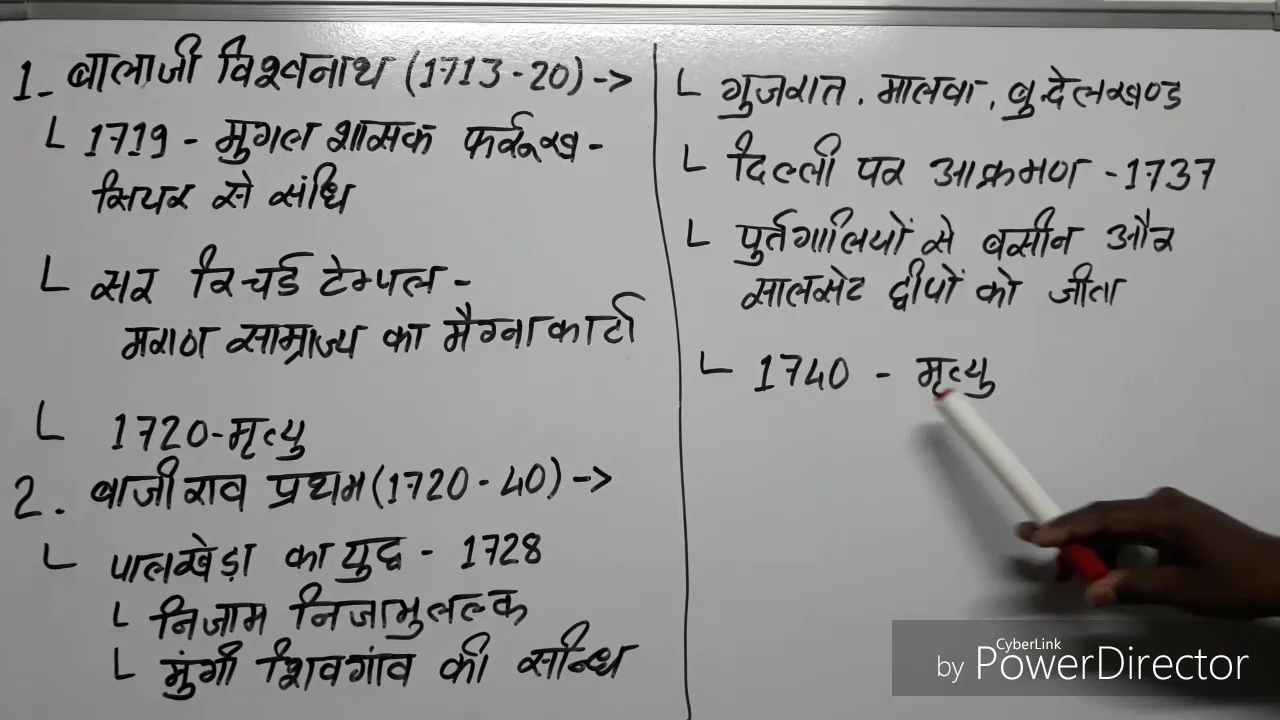 1- बालाजी विश्वनाथ (1713-20) ->
1719 - मुगल शासक फर्रूख-
सियर से संधि
सर रिचर्ड टेम्पल -
मराठा साम्राज्य का मैग्नाकार्टा
1720-मृत्यु
2. बाजीराव प्रथम (1720-40) ->
पालखेड़ा का युद्ध - 1728
निजाम निजामुलल्क
मुंगी शिवगांव की सन्धि
गुजरात, मालवा, बुन्देलखण्ड
दिल्ली पर आक्रमण -1737
पुर्तगालियों से बसीन और
सालसेट द्वीपों को जीता
1740 - मृत्यु
CyberLink
by PowerDirector